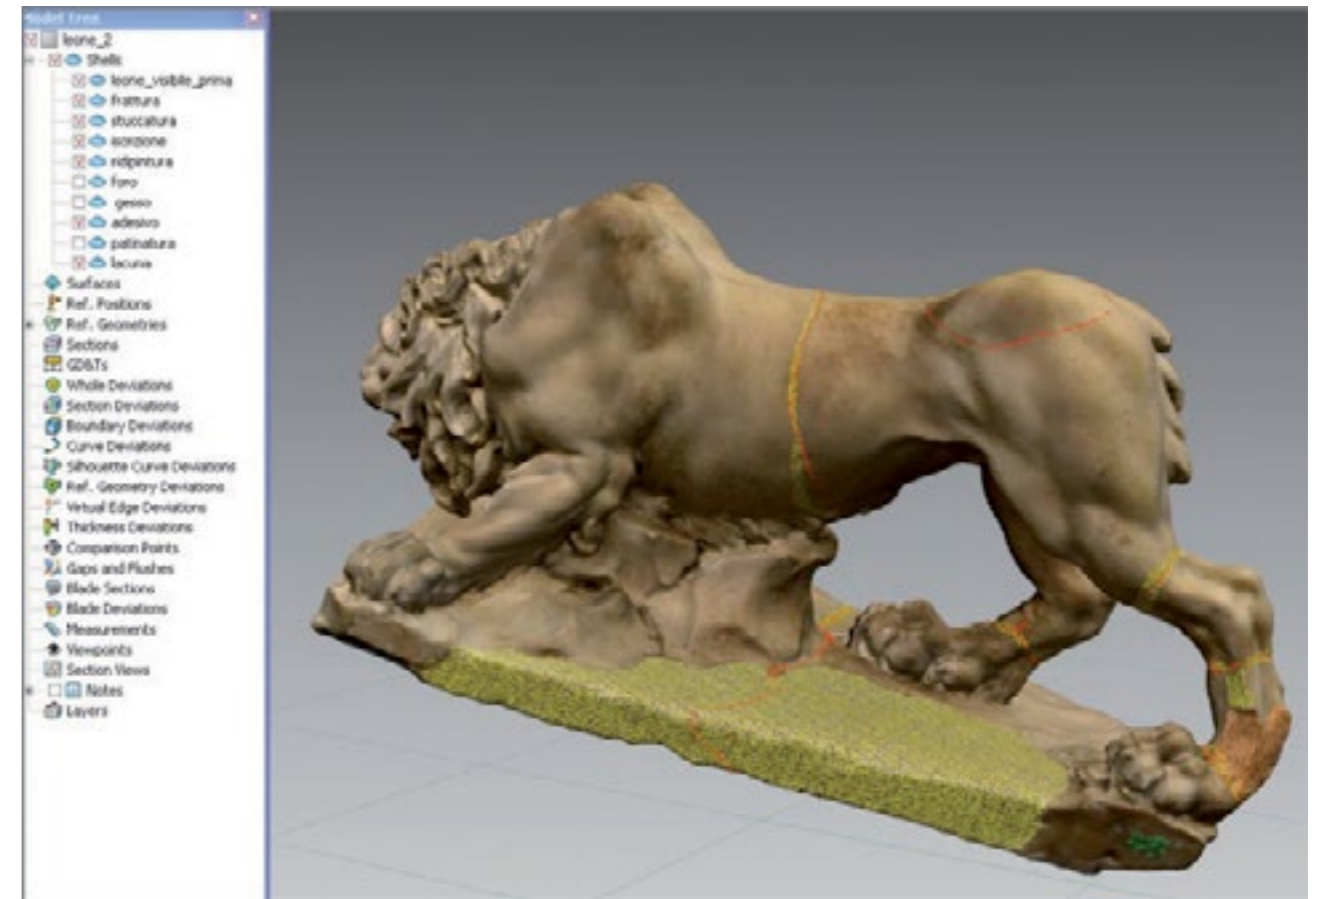 Model tree
leone_2
Shells
leone_visibile_prima
frattura
stuccatura
iscrizione
ridipintura
foro
gesso
adesivo
patinatura
lacuna
Surfaces
Ref. Positions
Ref. Geometries
Sections
GD&Ts
Whole Deviations
Section Deviations
Boundary Deviations
Curve Deviations
Silhouette Curve Deviations
Ref. Geometry Deviations
Virtual Edge Deviations
Thickness Deviations
Comparison Points
Gaps and Flushes
Blade Sections
Blade Deviations
Measurements
Viewpoints
Section Views
Notes
Layers